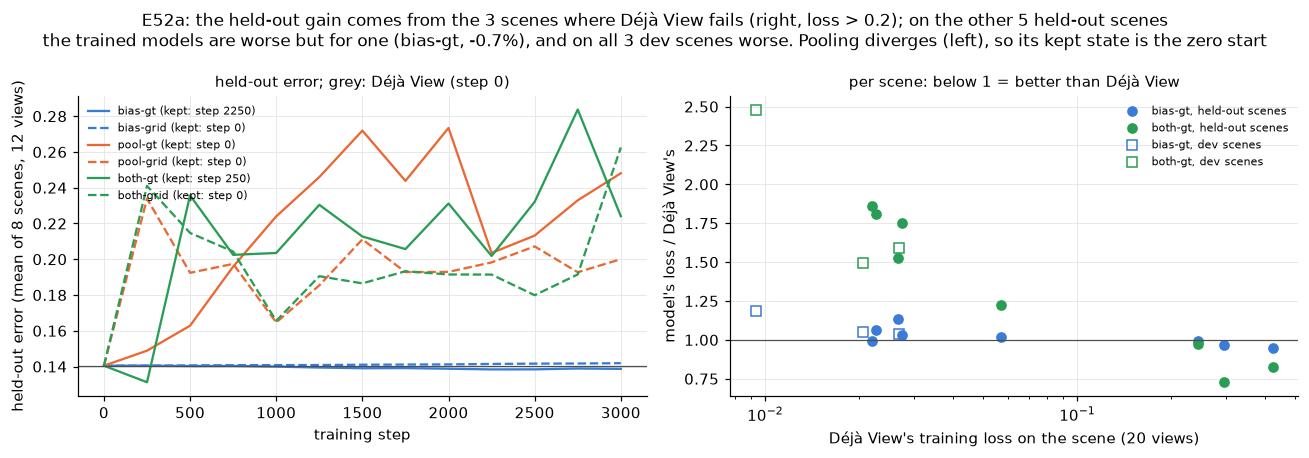 E52a: the held-out gain comes from the 3 scenes where Déjà View fails (right, loss > 0.2); on the other 5 held-out scenes
the trained models are worse but for one (bias-gt, -0.7%), and on all 3 dev scenes worse. Pooling diverges (left), so its kept state is the zero start
held-out error; grey: Déjà View (step 0)
held-out error (mean of 8 scenes, 12 views)
0.28
0.26
0.24
0.22
0.20
0.18
0.16
0.14
bias-gt (kept: step 2250)
bias-grid (kept: step 0)
pool-gt (kept: step 0)
pool-grid (kept: step 0)
both-gt (kept: step 250)
both-grid (kept: step 0)
0
500
1000
1500
2000
2500
3000
training step
per scene: below 1 = better than Déjà View
model's loss / Déjà View's
2.50
2.25
2.00
1.75
1.50
1.25
1.00
0.75
bias-gt, held-out scenes
both-gt, held-out scenes
bias-gt, dev scenes
both-gt, dev scenes
10⁻²
10⁻¹
Déjà View's training loss on the scene (20 views)